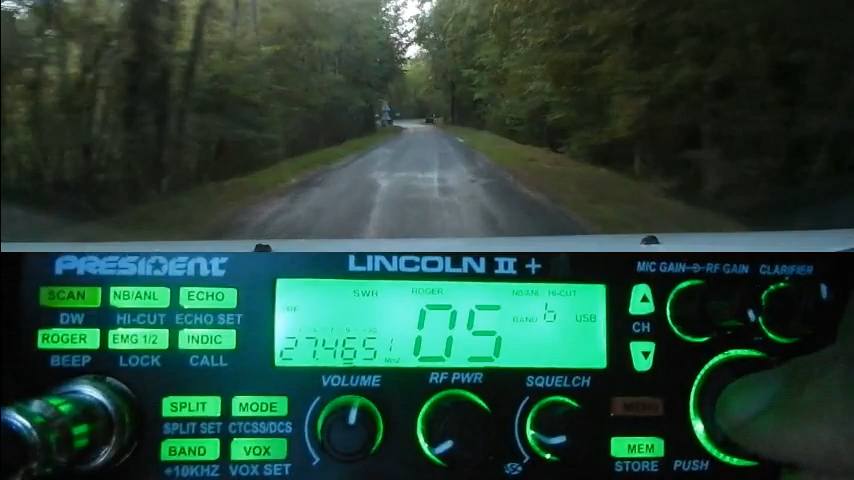 PRESIDENT
LINCOLN II +
MIC GAIN RF GAIN CLARIFIER
SCAN NB/ANL ECHO
DW HI-CUT ECHO SET
ROGER EMG 1/2 INDIC
BEEP LOCK CALL
SWR ROGER NB/ANL HI-CUT
05 BAND b USB
27.4651 MHz
CH
VOLUME RF PWR SQUELCH
SPLIT MODE
SPLIT SET CTCSS/DCS
BAND VOX
+10KHZ VOX SET
MEMO
MEM
STORE PUSH